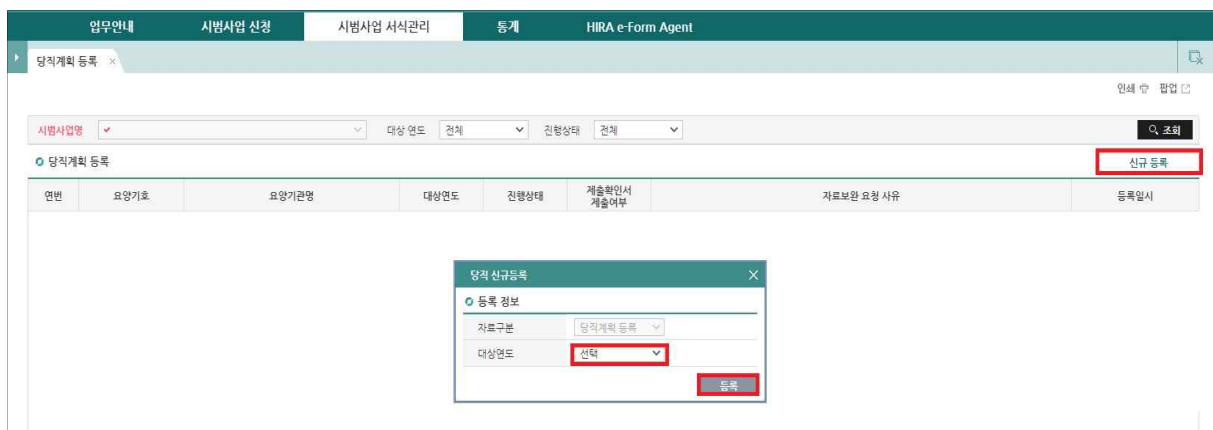 업무안내 시범사업 신청 시범사업 서식관리 통계 HIRA e-Form Agent
당직계획 등록 ×
인쇄 팝업
시범사업명 대상 연도 전체 진행상태 전체 조회
당직계획 등록 신규 등록
연번 요양기호 요양기관명 대상연도 진행상태 제출확인서 자료보완 요청 사유 등록일시
제출여부
당직 신규등록
등록 정보
자료구분 당직계획 등록
대상연도 선택
등록